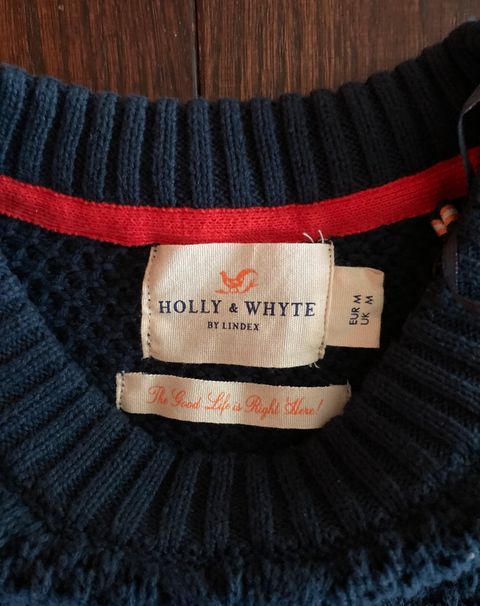 HOLLY & WHYTE
BY LINDEX
EUR M
UK M
The Good Life is Right Here!